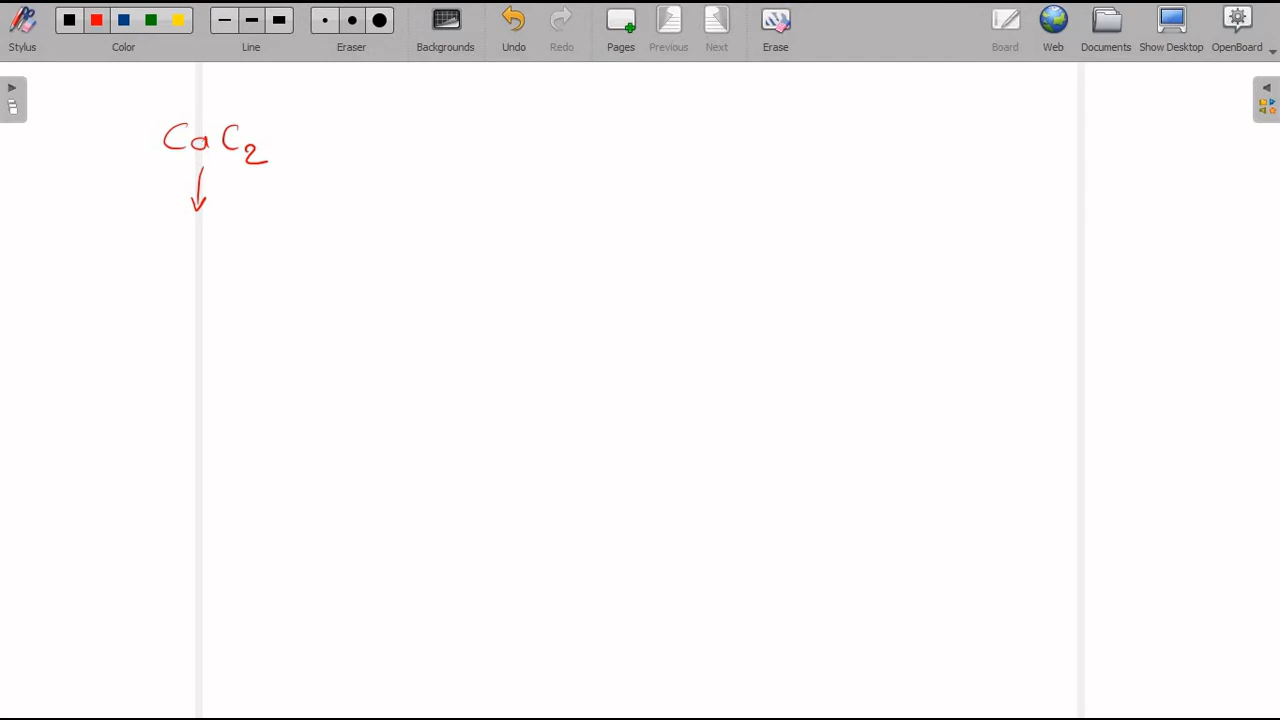 Stylus Color Line Eraser Backgrounds Undo Redo Pages Previous Next Erase Board Web Documents Show Desktop OpenBoard
CaC₂
↓